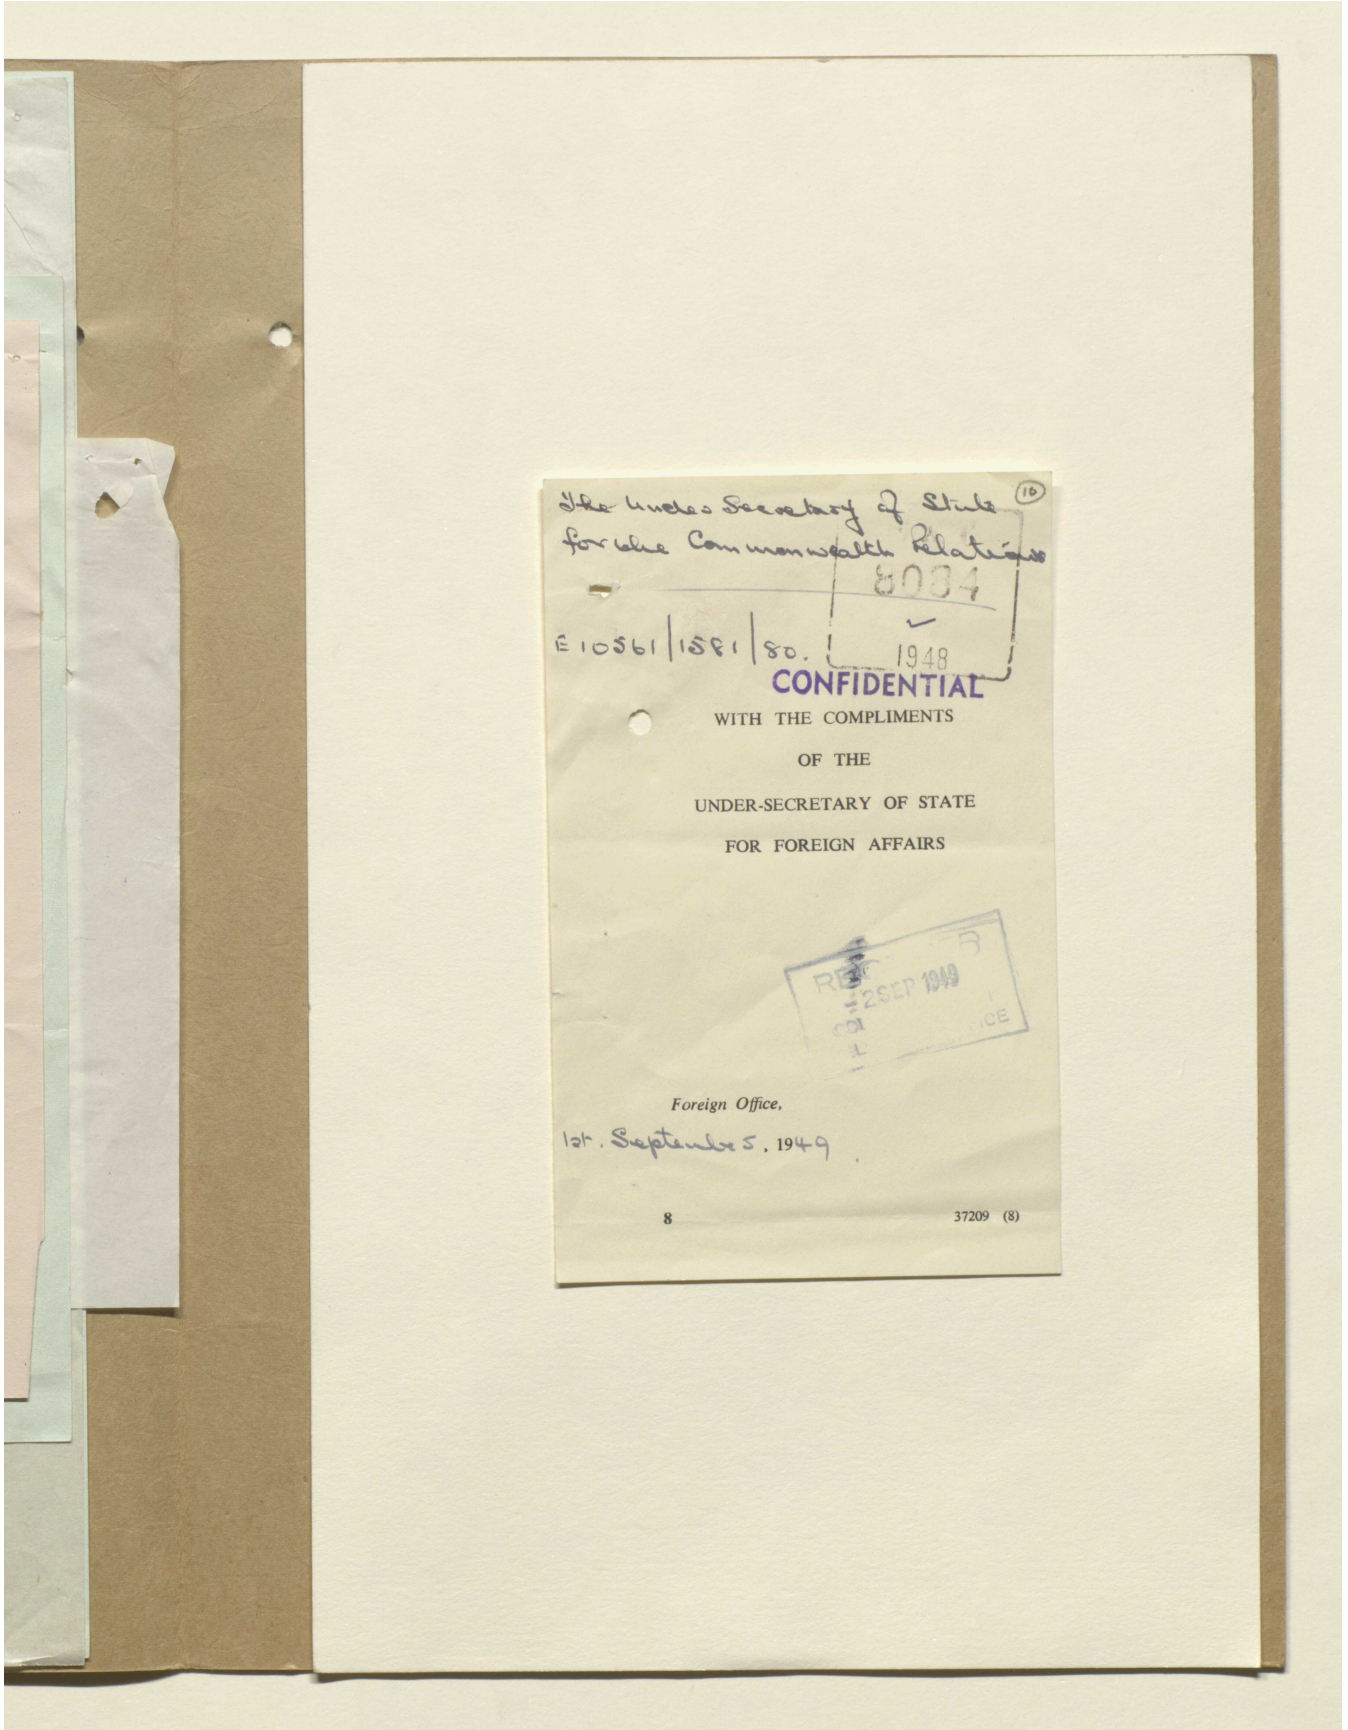 10
The Under Secretary of State
for the Commonwealth Relations
8034
E 10561/1581/80.
1948
CONFIDENTIAL
WITH THE COMPLIMENTS
OF THE
UNDER-SECRETARY OF STATE
FOR FOREIGN AFFAIRS
2 SEP 1949
Foreign Office,
1st. September, 1949
8
37209 (8)